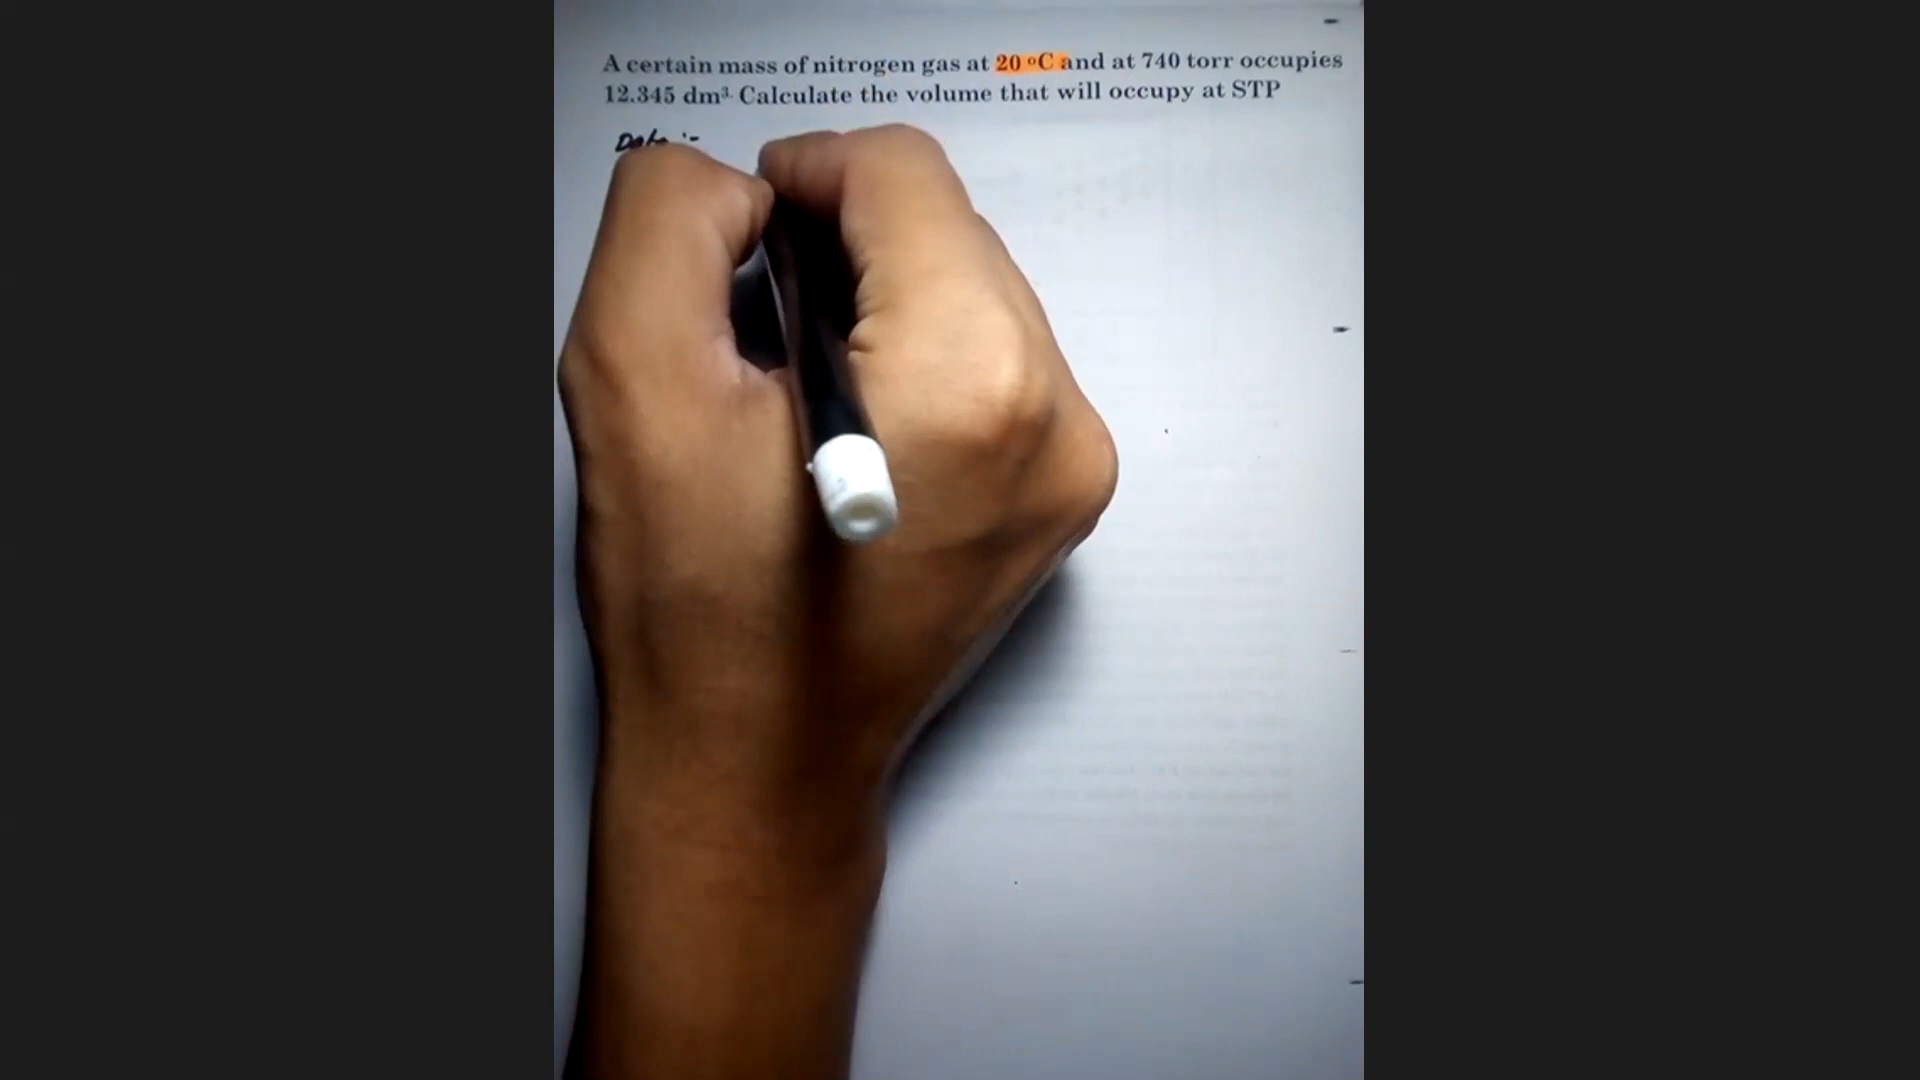 A certain mass of nitrogen gas at 20 °C and at 740 torr occupies
12.345 dm³. Calculate the volume that will occupy at STP
Data :-